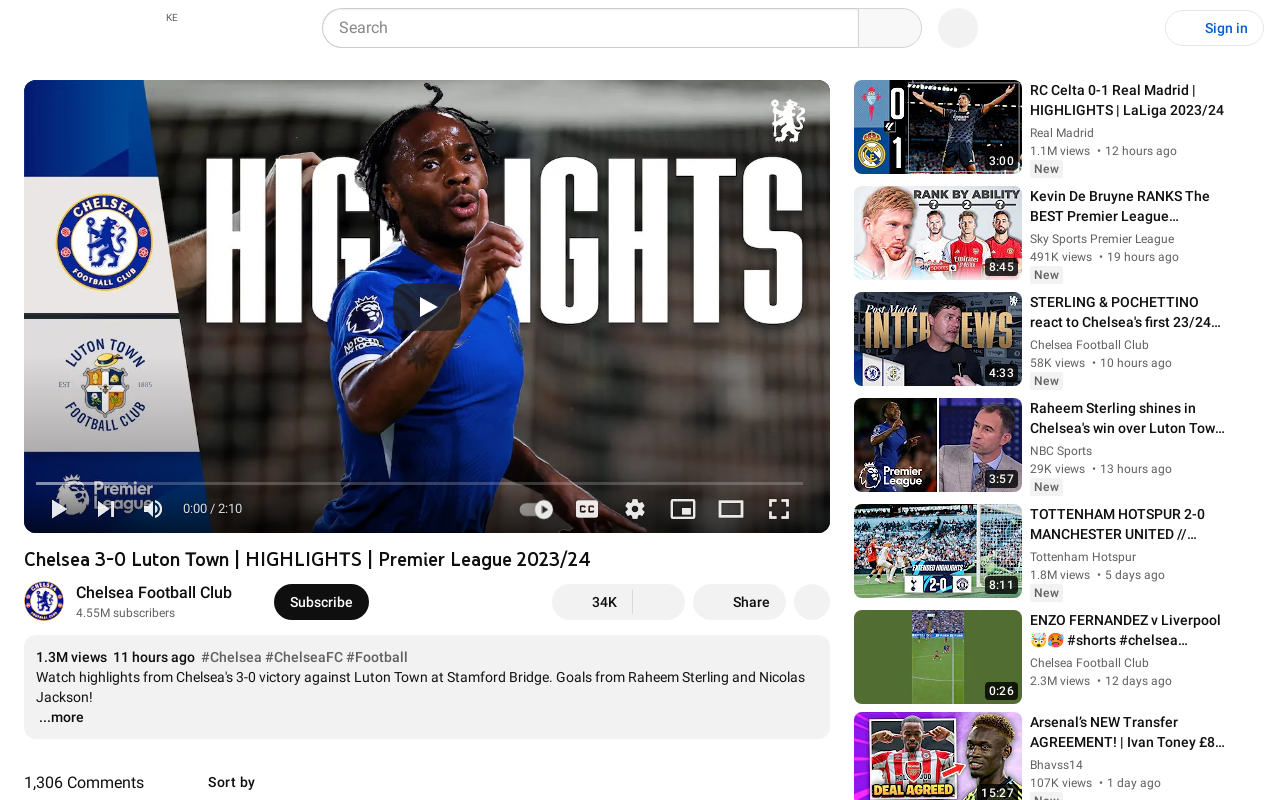 KE
Search
Sign in
HIGHLIGHTS
CHELSEA
FOOTBALL CLUB
LUTON TOWN
EST 1885
FOOTBALL CLUB
NO ROOM FOR
Premier
League
0:00 / 2:10
CC
Chelsea 3-0 Luton Town | HIGHLIGHTS | Premier League 2023/24
Chelsea Football Club
4.55M subscribers
Subscribe
34K
Share
1.3M views 11 hours ago #Chelsea #ChelseaFC #Football
Watch highlights from Chelsea's 3-0 victory against Luton Town at Stamford Bridge. Goals from Raheem Sterling and Nicolas
Jackson!
...more
1,306 Comments
Sort by
0
1
3:00
RC Celta 0-1 Real Madrid |
HIGHLIGHTS | LaLiga 2023/24
Real Madrid
1.1M views • 12 hours ago
New
RANK BY ABILITY
? 2 ?
sky sports
8:45
Kevin De Bruyne RANKS The
BEST Premier League...
Sky Sports Premier League
491K views • 19 hours ago
New
Post Match
INTERVIEWS
4:33
STERLING & POCHETTINO
react to Chelsea's first 23/24...
Chelsea Football Club
58K views • 10 hours ago
New
Premier
League
3:57
Raheem Sterling shines in
Chelsea's win over Luton Tow...
NBC Sports
29K views • 13 hours ago
New
EXTENDED HIGHLIGHTS
2-0
8:11
TOTTENHAM HOTSPUR 2-0
MANCHESTER UNITED //...
Tottenham Hotspur
1.8M views • 5 days ago
New
0:26
ENZO FERNANDEZ v Liverpool
🤯🥵 #shorts #chelsea...
Chelsea Football Club
2.3M views • 12 days ago
DEAL AGREED
15:27
Arsenal's NEW Transfer
AGREEMENT! | Ivan Toney £8...
Bhavss14
107K views • 1 day ago
New